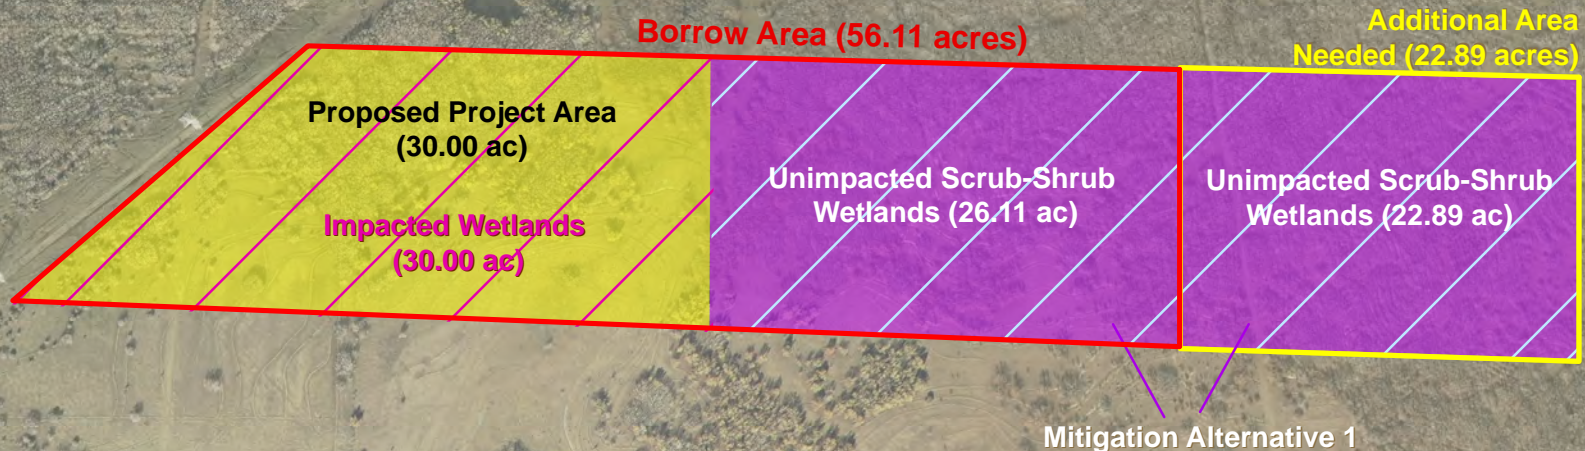 Borrow Area (56.11 acres)
Additional Area
Needed (22.89 acres)
Proposed Project Area
(30.00 ac)
Impacted Wetlands
(30.00 ac)
Unimpacted Scrub-Shrub
Wetlands (26.11 ac)
Unimpacted Scrub-Shrub
Wetlands (22.89 ac)
Mitigation Alternative 1